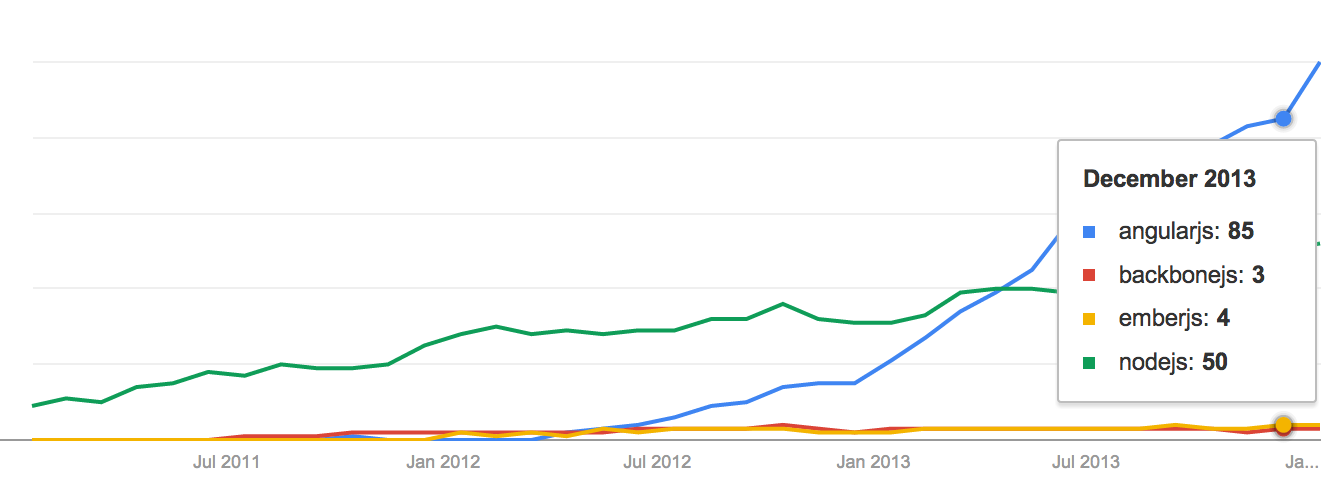 December 2013
angularjs: 85
backbonejs: 3
emberjs: 4
nodejs: 50
Jul 2011 Jan 2012 Jul 2012 Jan 2013 Jul 2013 Ja...